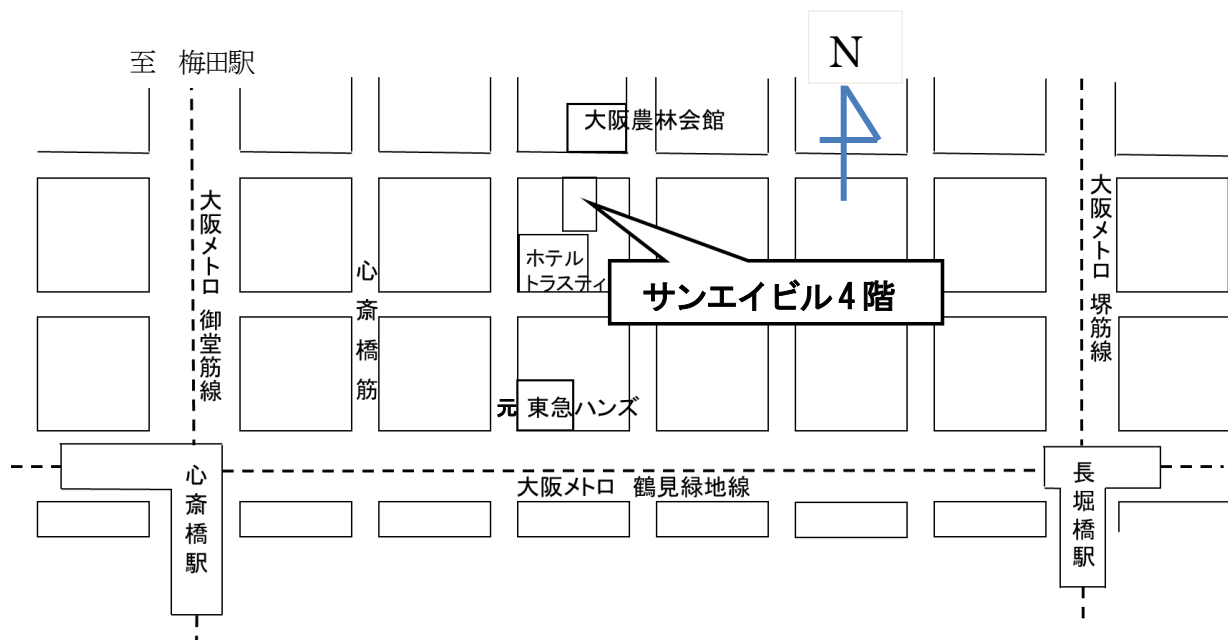 至　梅田駅
N
大阪農林会館
大阪メトロ 御堂筋線
心斎橋筋
ホテル
トラスティ
サンエイビル４階
大阪メトロ 堺筋線
元 東急ハンズ
心斎橋駅
大阪メトロ　鶴見緑地線
長堀橋駅